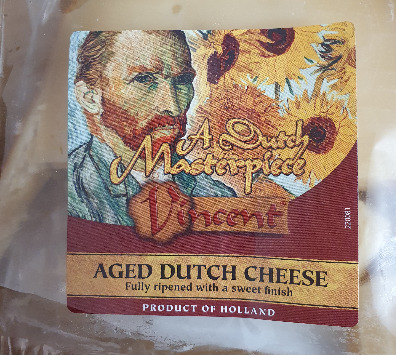 A Dutch
Masterpiece
Vincent
AGED DUTCH CHEESE
Fully ripened with a sweet finish
PRODUCT OF HOLLAND